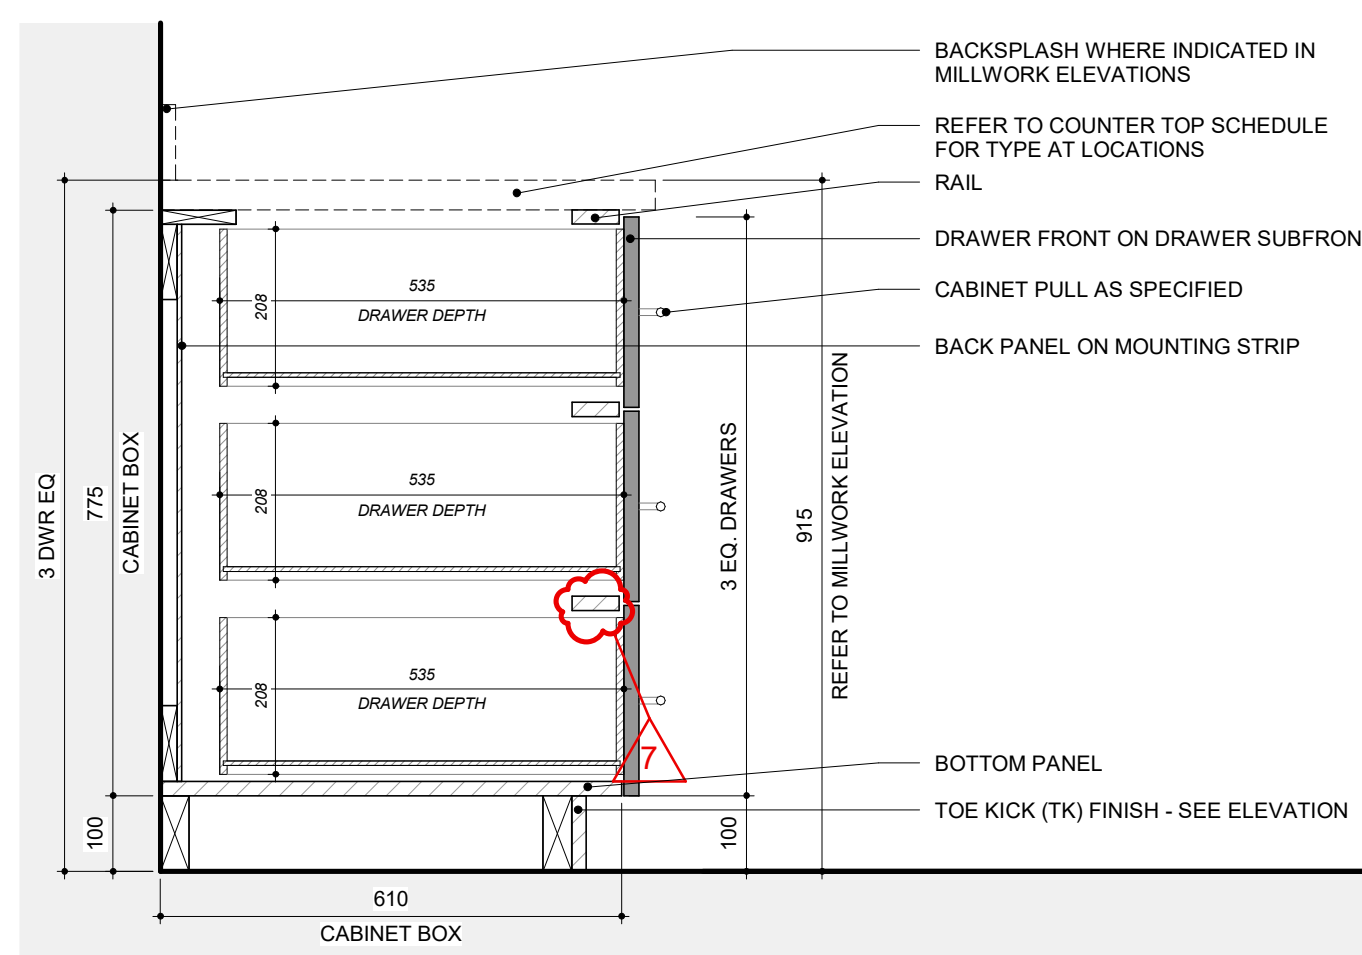 BACKSPLASH WHERE INDICATED IN
MILLWORK ELEVATIONS
REFER TO COUNTER TOP SCHEDULE
FOR TYPE AT LOCATIONS
RAIL
DRAWER FRONT ON DRAWER SUBFRON
CABINET PULL AS SPECIFIED
BACK PANEL ON MOUNTING STRIP
BOTTOM PANEL
TOE KICK (TK) FINISH - SEE ELEVATION
3 DWR EQ
775
CABINET BOX
100
208
535
DRAWER DEPTH
208
535
DRAWER DEPTH
208
535
DRAWER DEPTH
7
3 EQ. DRAWERS
100
915
REFER TO MILLWORK ELEVATION
610
CABINET BOX